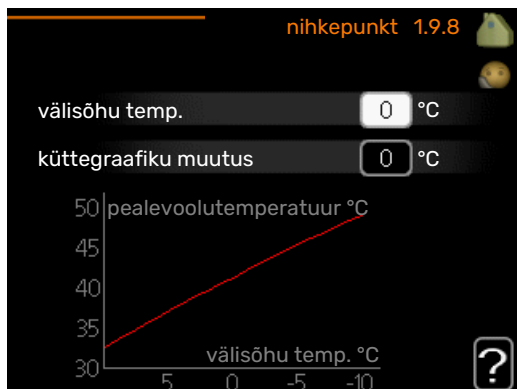 nihkepunkt 1.9.8
välisõhu temp. 0 °C
küttegraafiku muutus 0 °C
50 pealevoolutemperatuur °C
45
40
35
30
välisõhu temp. °C
5 0 -5 -10
?